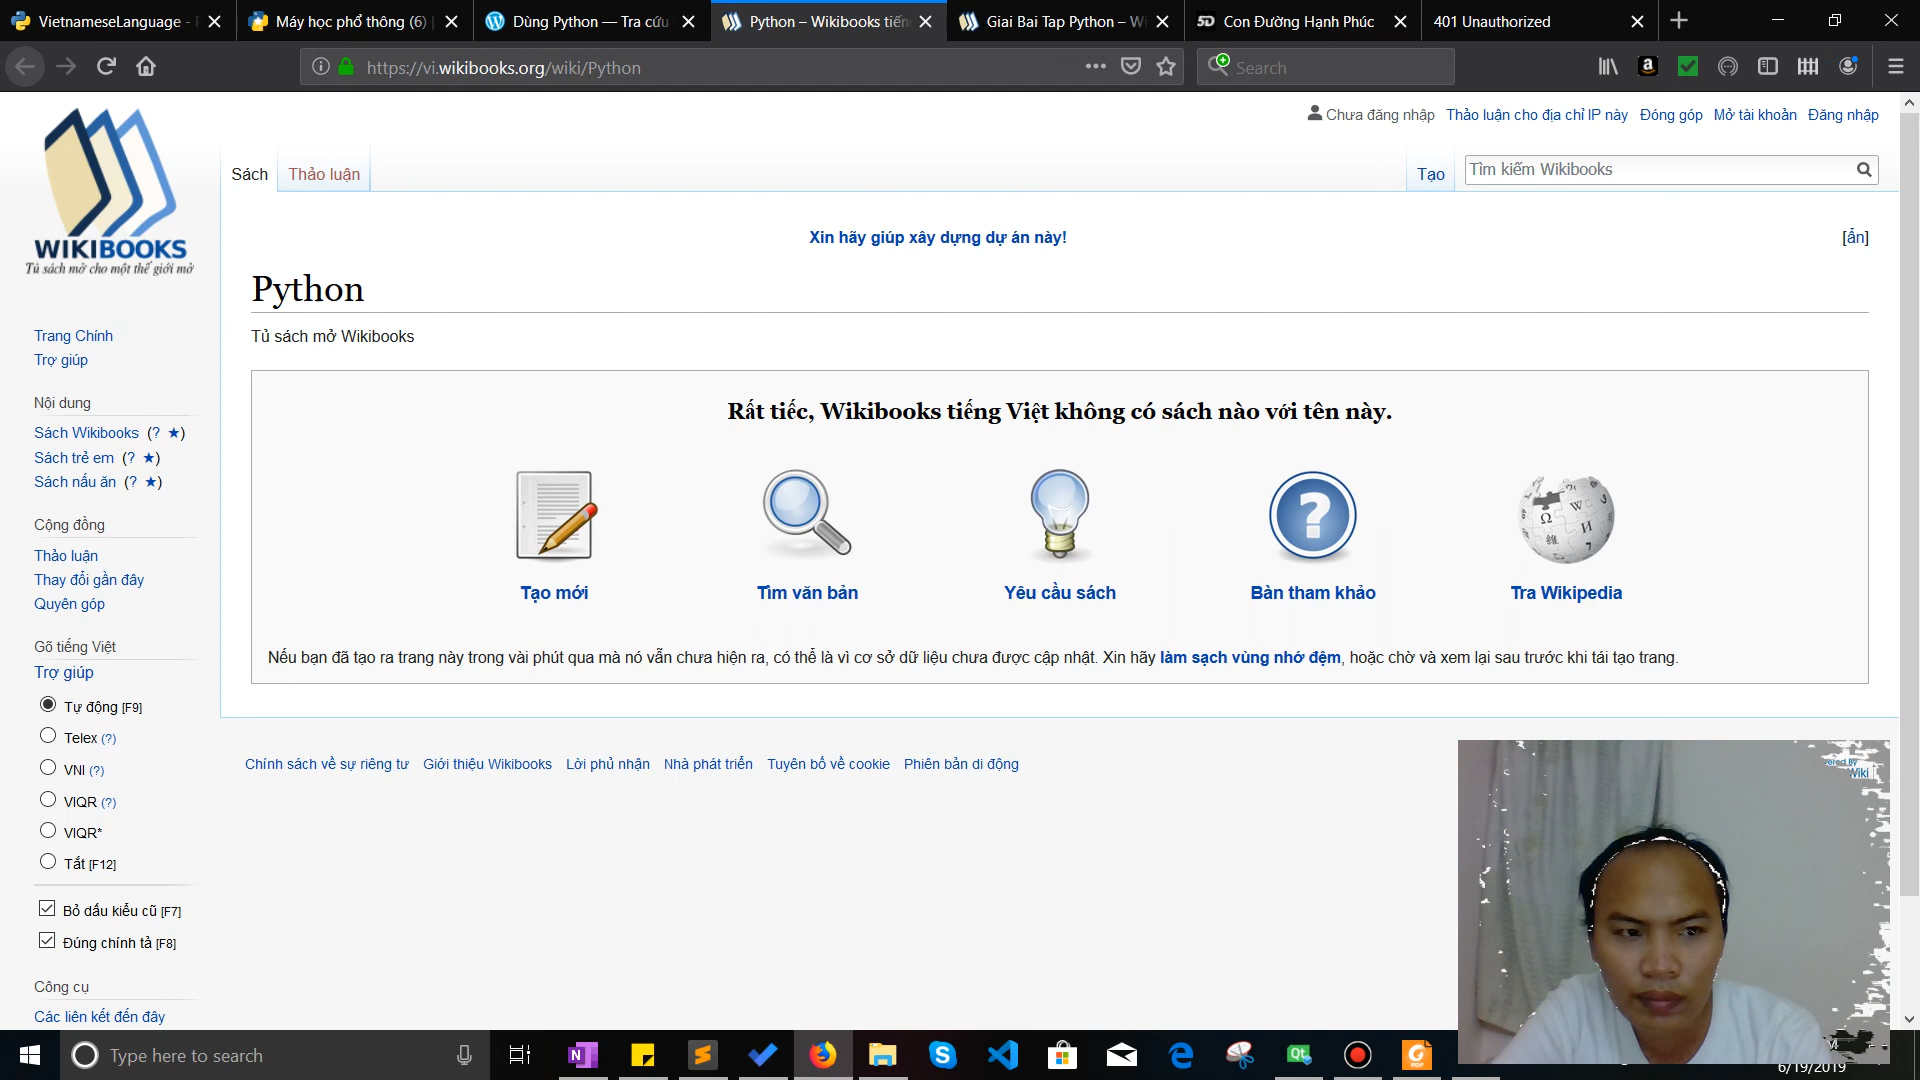 VietnameseLanguage -
Máy học phổ thông (6) |
Dùng Python — Tra cứu
Python – Wikibooks tiến
Giai Bai Tap Python – W
5D Con Đường Hạnh Phúc
401 Unauthorized
https://vi.wikibooks.org/wiki/Python
Search
Chưa đăng nhập Thảo luận cho địa chỉ IP này Đóng góp Mở tài khoản Đăng nhập
Sách Thảo luận Tạo Tìm kiếm Wikibooks
WIKIBOOKS
Tủ sách mở cho một thế giới mở
Xin hãy giúp xây dựng dự án này! [ẩn]
Python
Tủ sách mở Wikibooks
Rất tiếc, Wikibooks tiếng Việt không có sách nào với tên này.
Tạo mới Tìm văn bản Yêu cầu sách Bàn tham khảo Tra Wikipedia
Nếu bạn đã tạo ra trang này trong vài phút qua mà nó vẫn chưa hiện ra, có thể là vì cơ sở dữ liệu chưa được cập nhật. Xin hãy làm sạch vùng nhớ đệm, hoặc chờ và xem lại sau trước khi tái tạo trang.
Trang Chính
Trợ giúp
Nội dung
Sách Wikibooks (? ★)
Sách trẻ em (? ★)
Sách nấu ăn (? ★)
Cộng đồng
Thảo luận
Thay đổi gần đây
Quyên góp
Gõ tiếng Việt
Trợ giúp
Tự động [F9]
Telex (?)
VNI (?)
VIQR (?)
VIQR*
Tắt [F12]
Bỏ dấu kiểu cũ [F7]
Đúng chính tả [F8]
Công cụ
Các liên kết đến đây
Chính sách về sự riêng tư Giới thiệu Wikibooks Lời phủ nhận Nhà phát triển Tuyên bố về cookie Phiên bản di động
ered By
Wiki
Type here to search
6/19/2019